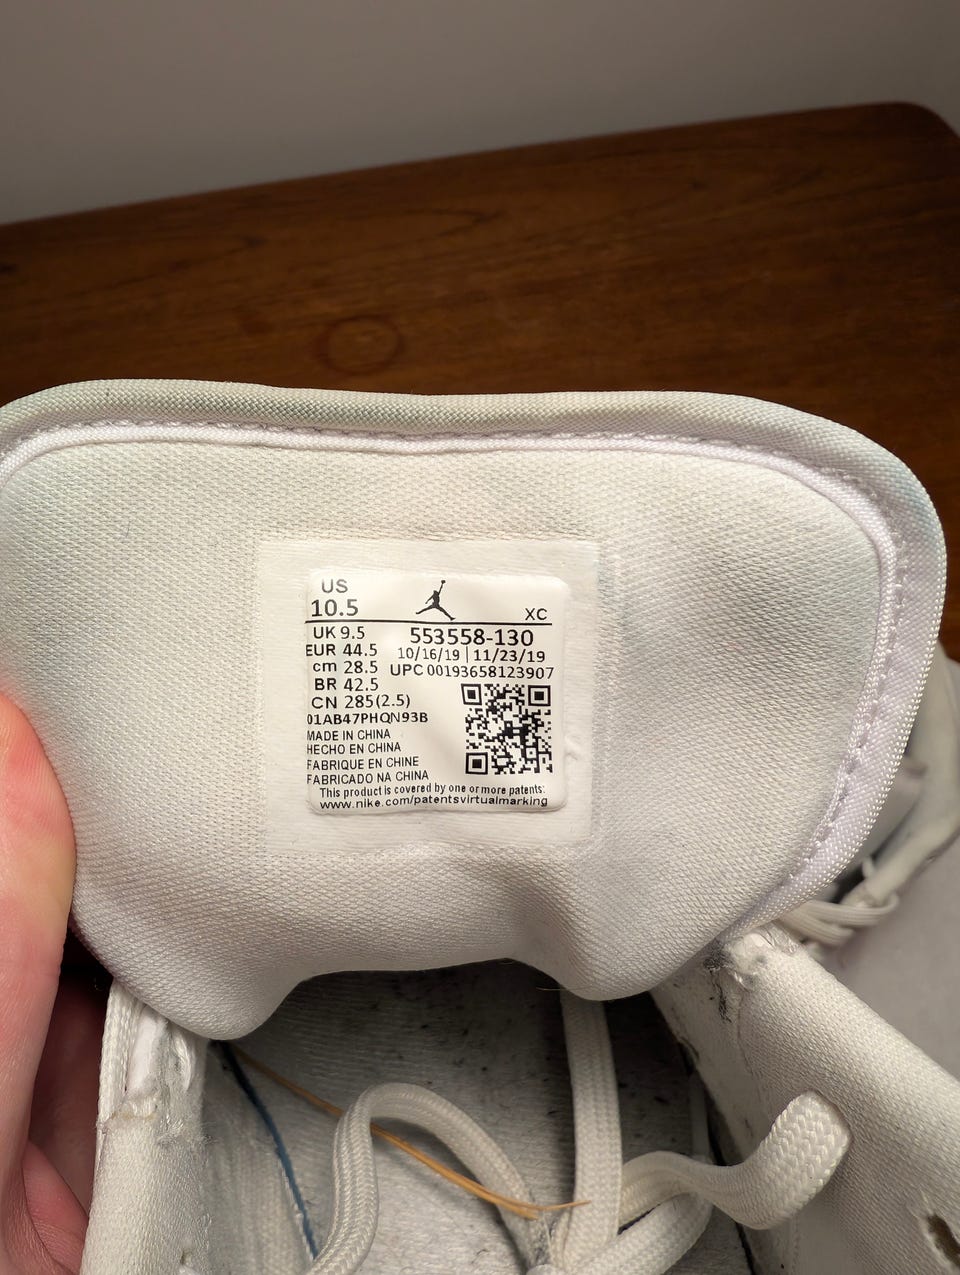 US
10.5
XC
UK 9.5
553558-130
EUR 44.5
10/16/19 | 11/23/19
cm 28.5
UPC 00193658123907
BR 42.5
CN 285(2.5)
01AB47PHQN93B
MADE IN CHINA
HECHO EN CHINA
FABRIQUE EN CHINE
FABRICADO NA CHINA
This product is covered by one or more patents:
www.nike.com/patentsvirtualmarking